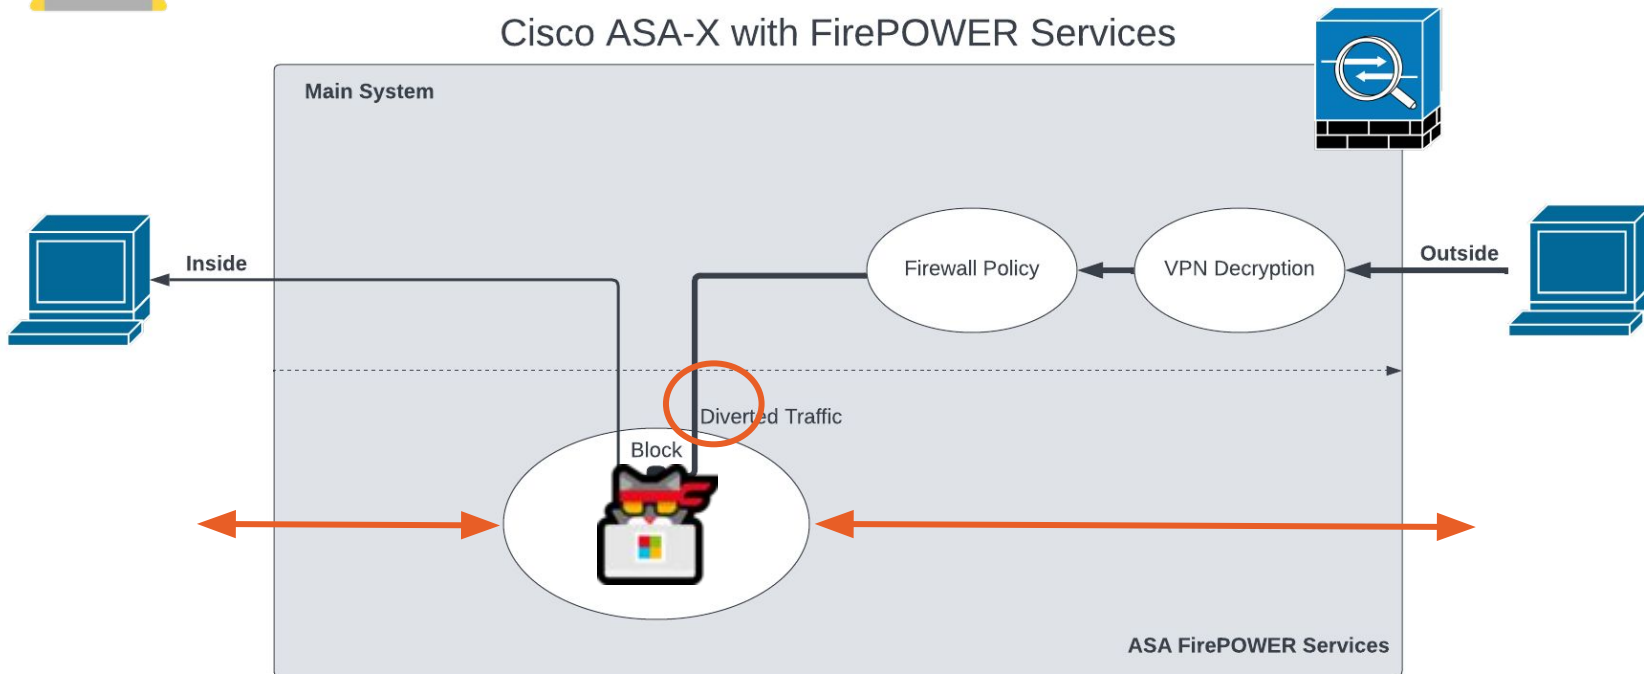 Cisco ASA-X with FirePOWER Services
Main System
Inside
Firewall Policy
VPN Decryption
Outside
Diverted Traffic
Block
ASA FirePOWER Services